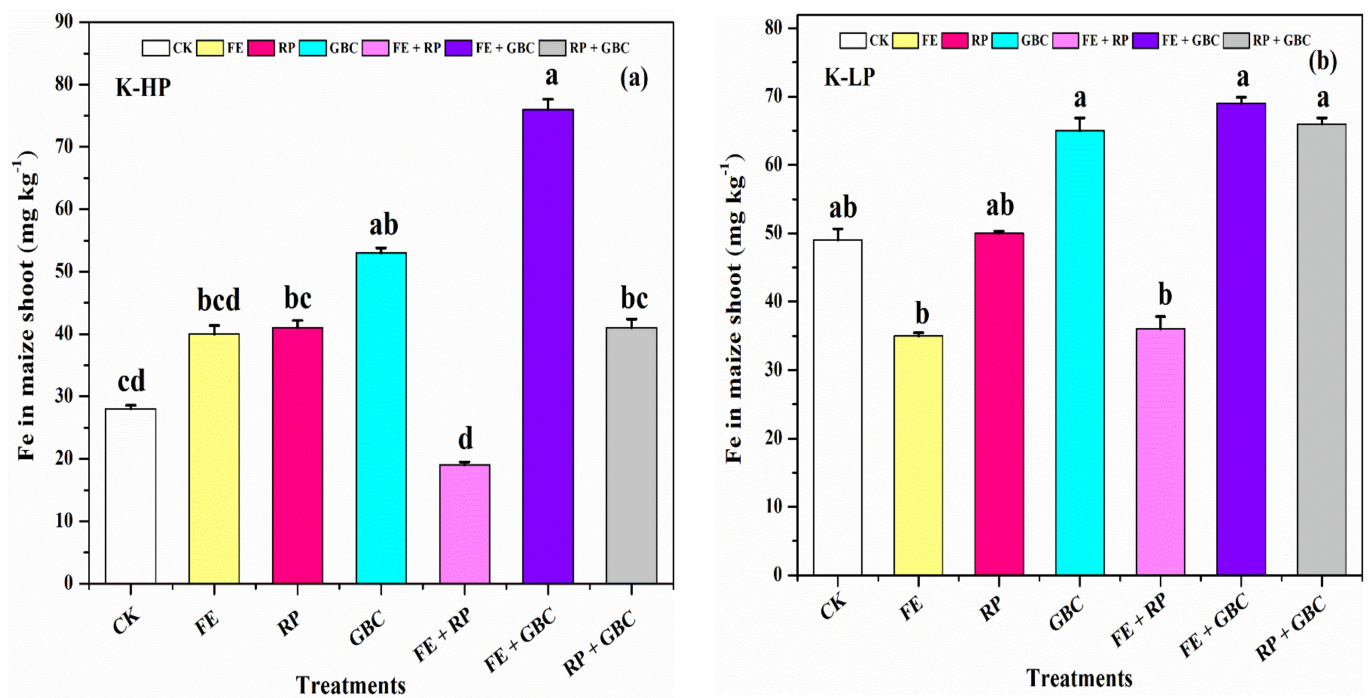 CK FE RP GBC FE + RP FE + GBC RP + GBC
K-HP
(a)
Fe in maize shoot (mg kg⁻¹)
90
80
70
60
50
40
30
20
10
0
cd
bcd
bc
ab
d
a
bc
CK
FE
RP
GBC
FE + RP
FE + GBC
RP + GBC
Treatments
CK FE RP GBC FE + RP FE + GBC RP + GBC
K-LP
(b)
Fe in maize shoot (mg kg⁻¹)
80
70
60
50
40
30
20
10
0
ab
b
ab
a
b
a
a
CK
FE
RP
GBC
FE + RP
FE + GBC
RP + GBC
Treatments